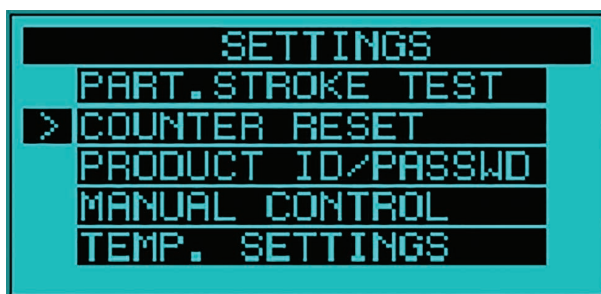 SETTINGS
PART.STROKE TEST
> COUNTER RESET
PRODUCT ID/PASSWD
MANUAL CONTROL
TEMP. SETTINGS